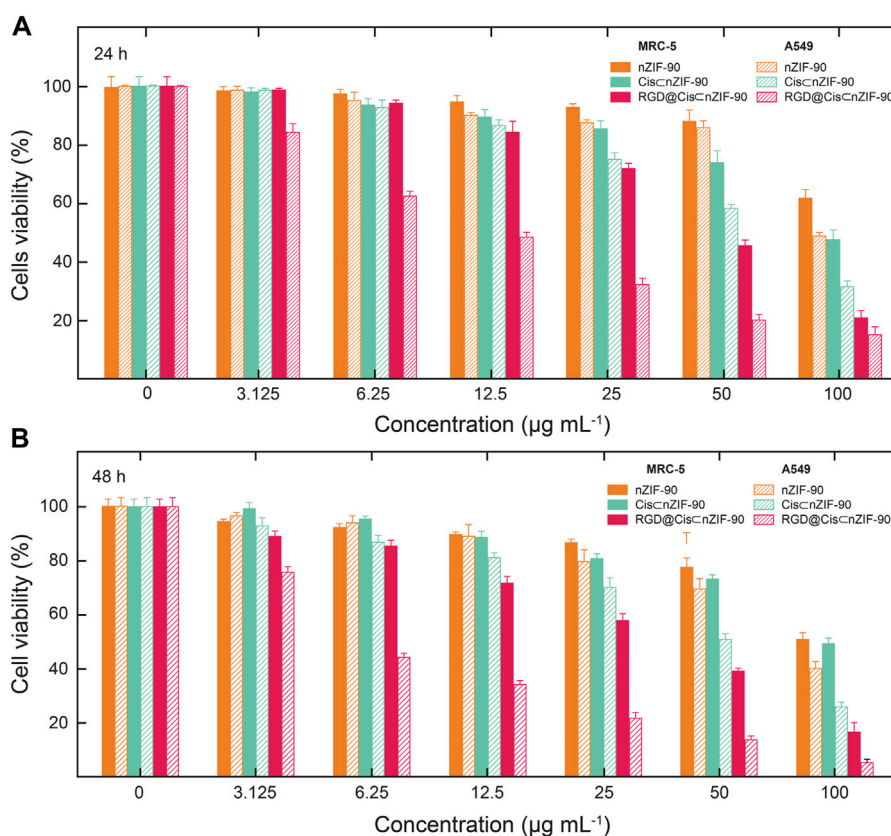 A
24 h
MRC-5 A549
nZIF-90 nZIF-90
Cis⊂nZIF-90 Cis⊂nZIF-90
RGD@Cis⊂nZIF-90 RGD@Cis⊂nZIF-90
Cells viability (%)
100
80
60
40
20
0 3.125 6.25 12.5 25 50 100
Concentration (µg mL⁻¹)
B
48 h
MRC-5 A549
nZIF-90 nZIF-90
Cis⊂nZIF-90 Cis⊂nZIF-90
RGD@Cis⊂nZIF-90 RGD@Cis⊂nZIF-90
Cell viability (%)
100
80
60
40
20
0 3.125 6.25 12.5 25 50 100
Concentration (µg mL⁻¹)